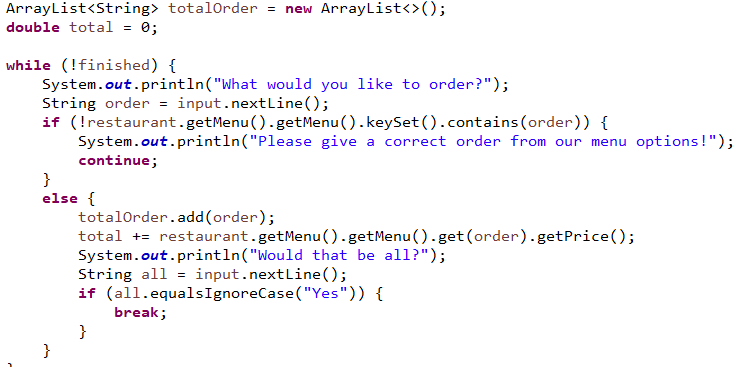 ArrayList<String> totalOrder = new ArrayList<>();
double total = 0;

while (!finished) {
    System.out.println("What would you like to order?");
    String order = input.nextLine();
    if (!restaurant.getMenu().getMenu().keySet().contains(order)) {
        System.out.println("Please give a correct order from our menu options!");
        continue;
    }
    else {
        totalOrder.add(order);
        total += restaurant.getMenu().getMenu().get(order).getPrice();
        System.out.println("Would that be all?");
        String all = input.nextLine();
        if (all.equalsIgnoreCase("Yes")) {
            break;
        }
    }